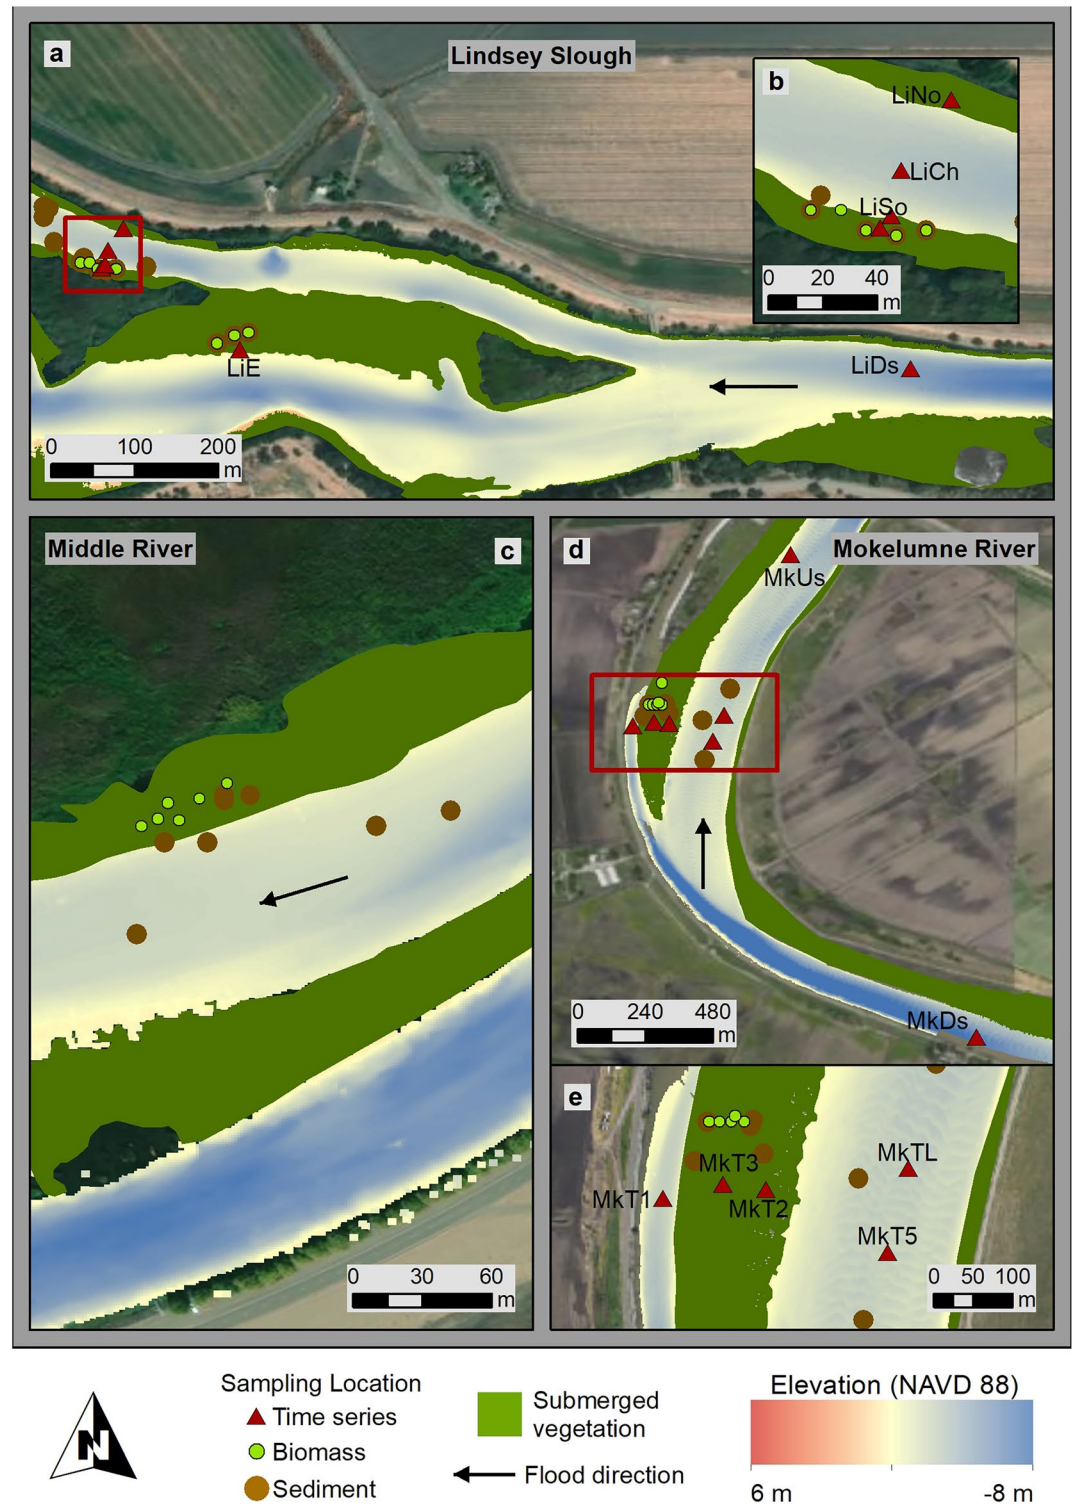 a
Lindsey Slough
b
LiNo
LiCh
LiSo
0 20 40
m
LiE
LiDs
0 100 200
m
Middle River
c
0 30 60
m
d
Mokelumne River
MkUs
0 240 480
m
MkDs
e
MkTL
MkT3
MkT1
MkT2
MkT5
0 50 100
m
N
Sampling Location
Time series
Biomass
Sediment
Submerged
vegetation
Flood direction
Elevation (NAVD 88)
6 m -8 m